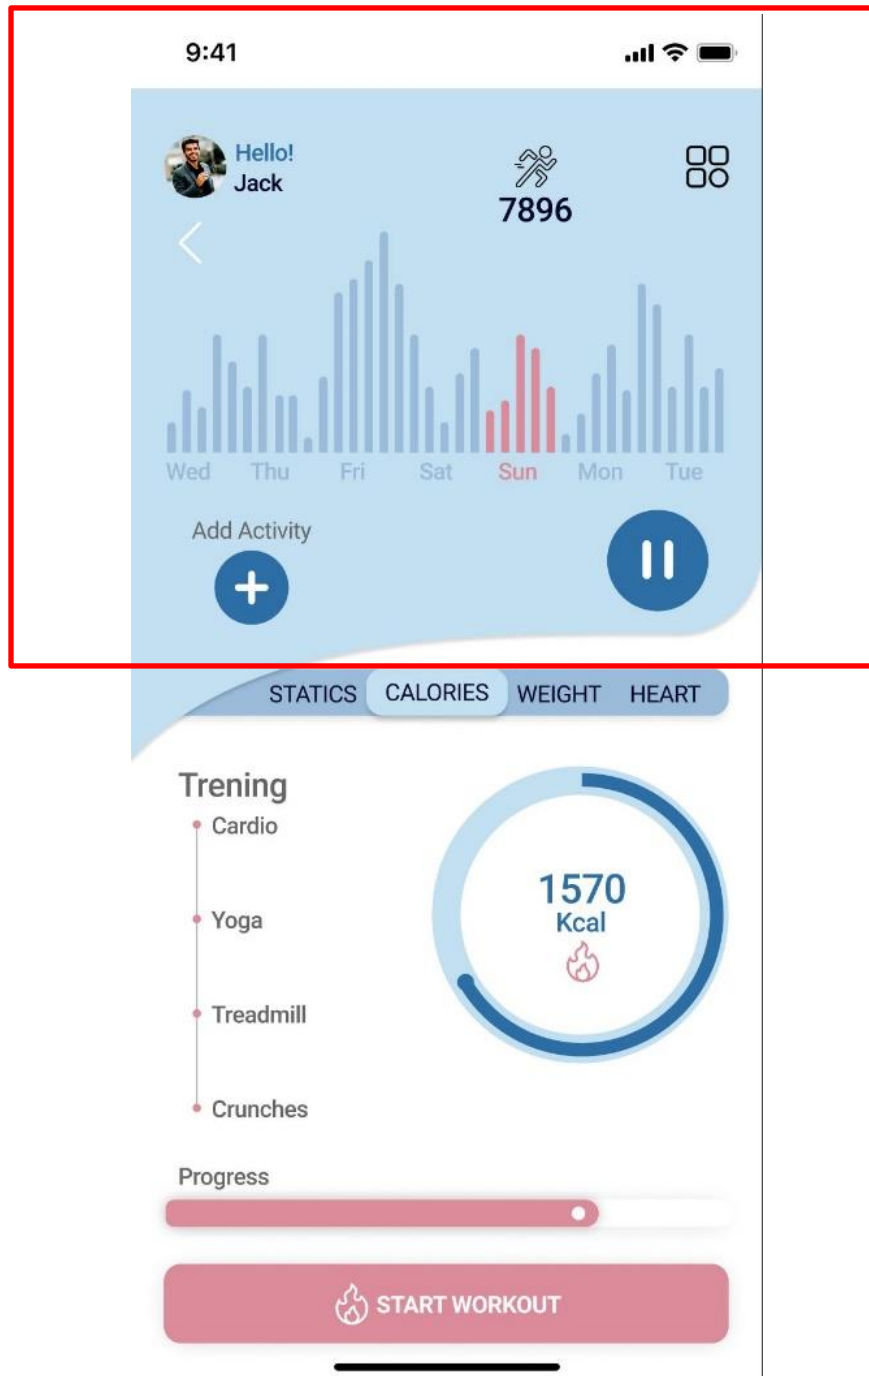 9:41
Hello!
Jack
7896
Wed Thu Fri Sat Sun Mon Tue
Add Activity
STATICS CALORIES WEIGHT HEART
Trening
Cardio
Yoga
Treadmill
Crunches
1570
Kcal
Progress
START WORKOUT